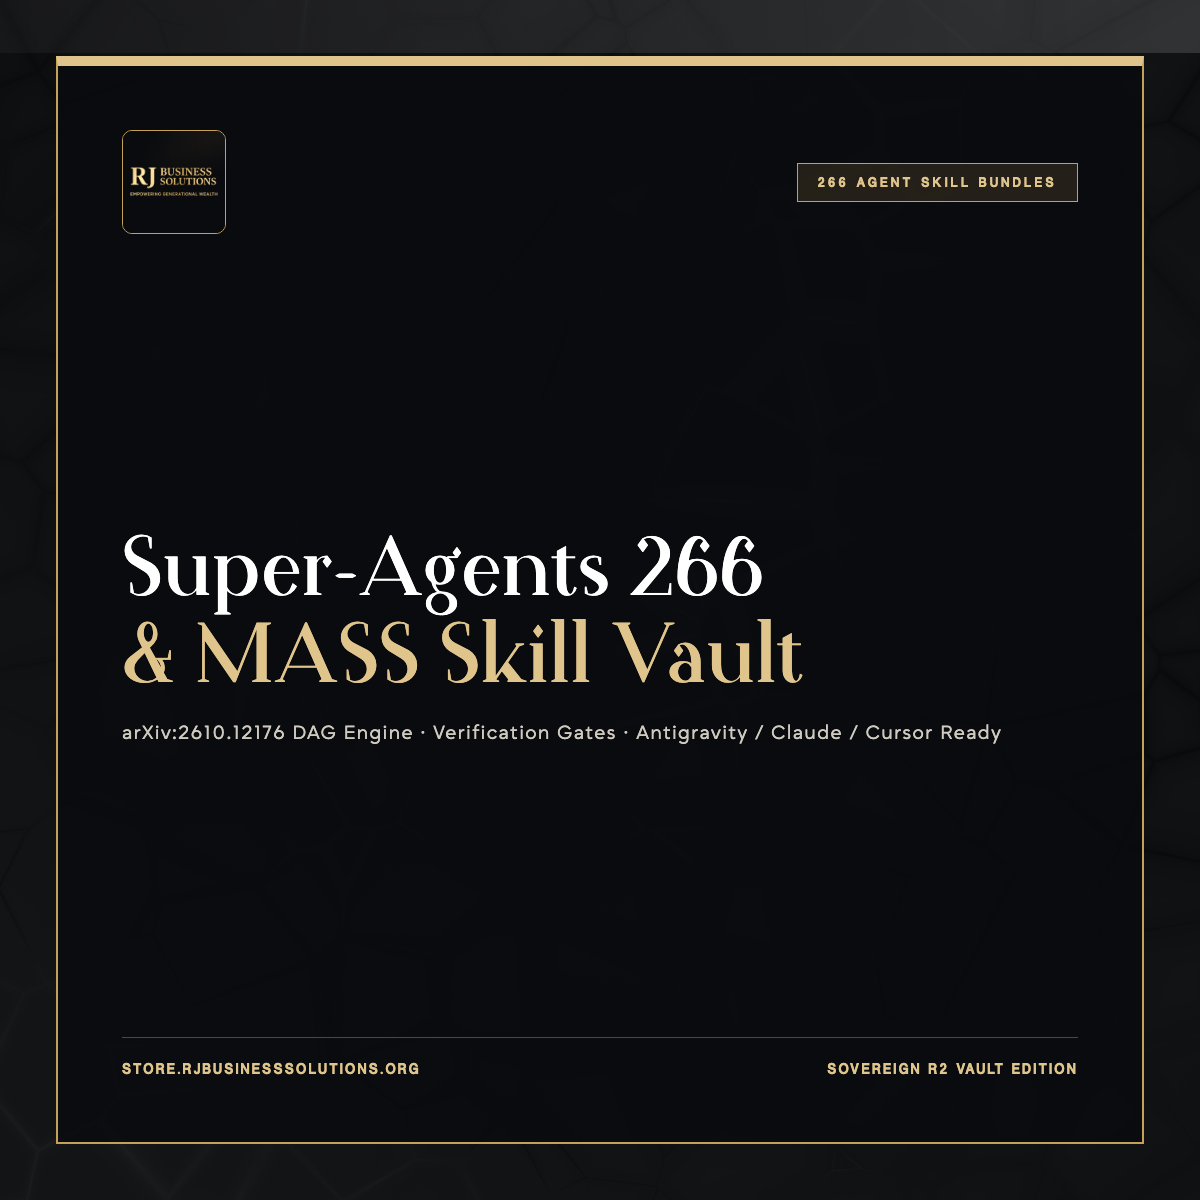 RJ BUSINESS
SOLUTIONS
EMPOWERING GENERATIONAL WEALTH
266 AGENT SKILL BUNDLES
Super-Agents 266
& MASS Skill Vault
arXiv:2610.12176 DAG Engine · Verification Gates · Antigravity / Claude / Cursor Ready
STORE.RJBUSINESSSOLUTIONS.ORG
SOVEREIGN R2 VAULT EDITION